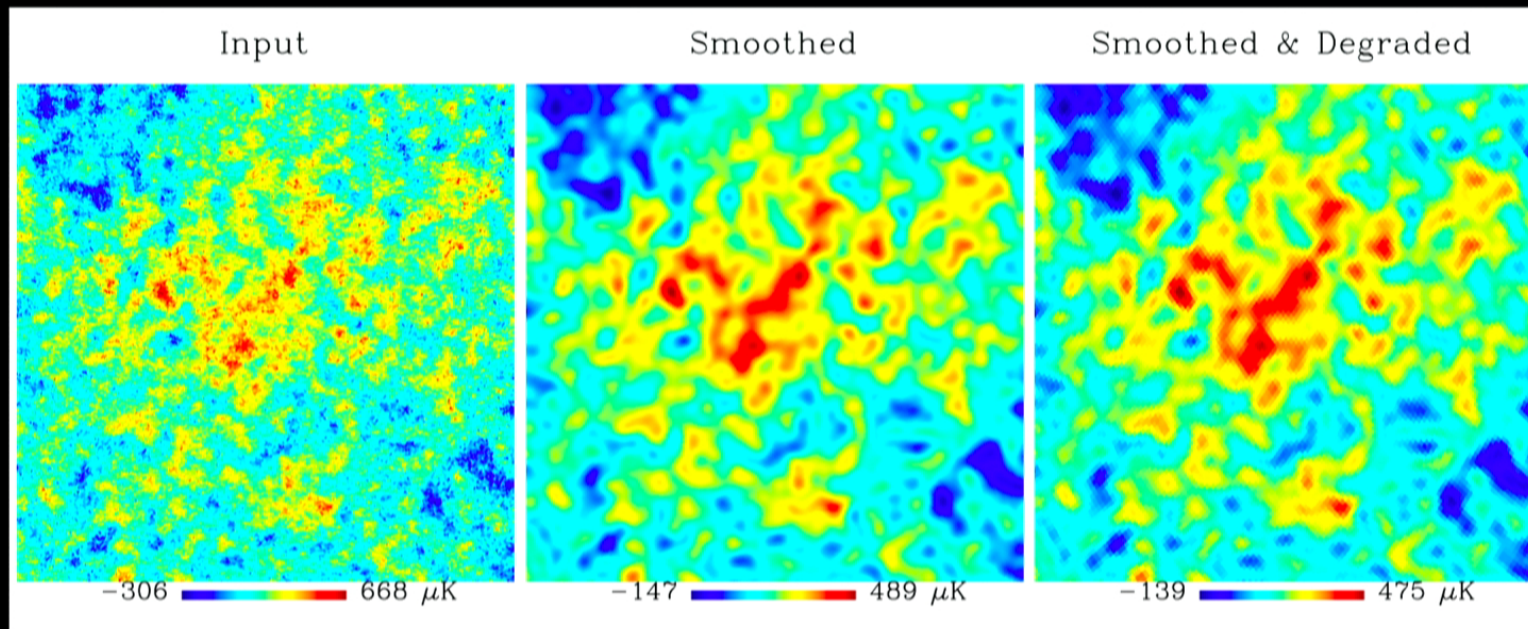 Input
Smoothed
Smoothed & Degraded
−306 668 μK
−147 489 μK
−139 475 μK